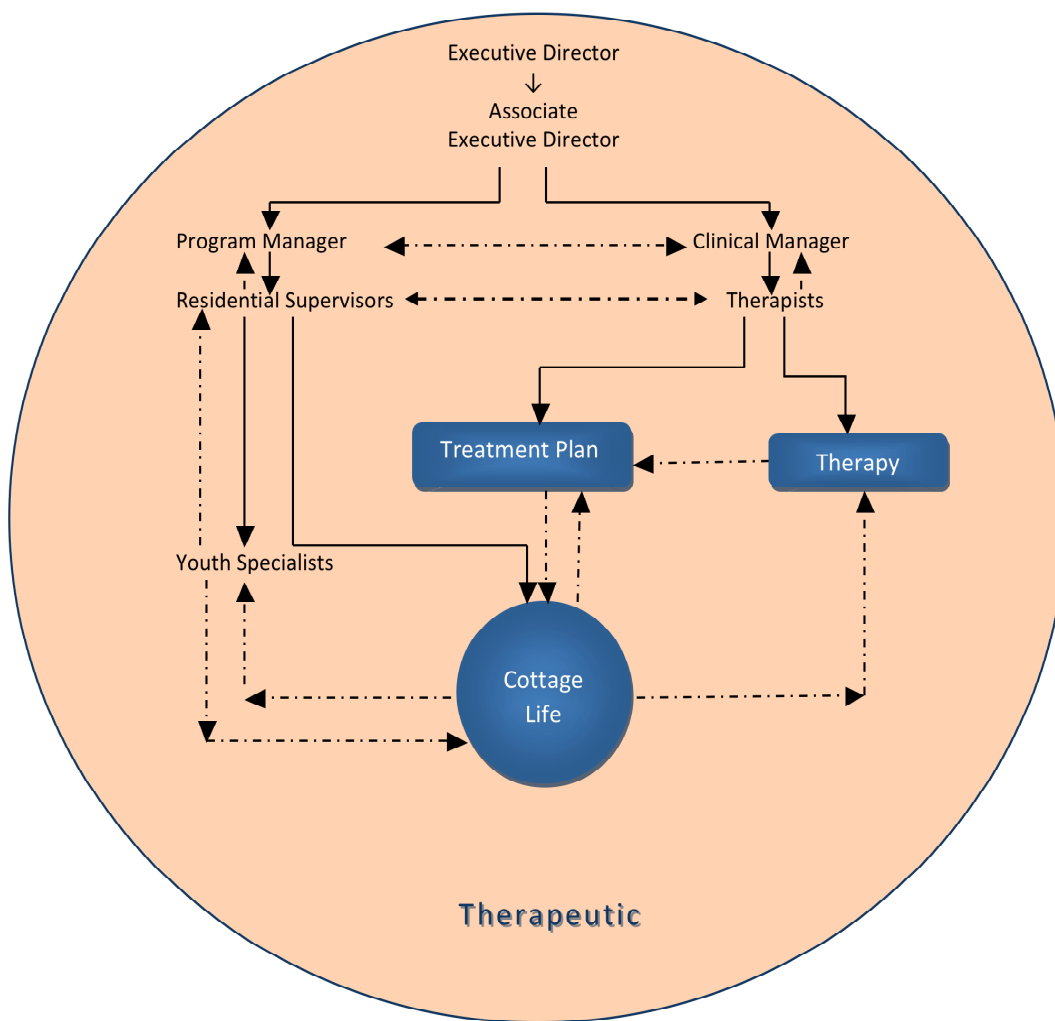 Executive Director
↓
Associate
Executive Director
Program Manager
Clinical Manager
Residential Supervisors
Therapists
Treatment Plan
Therapy
Youth Specialists
Cottage
Life
Therapeutic